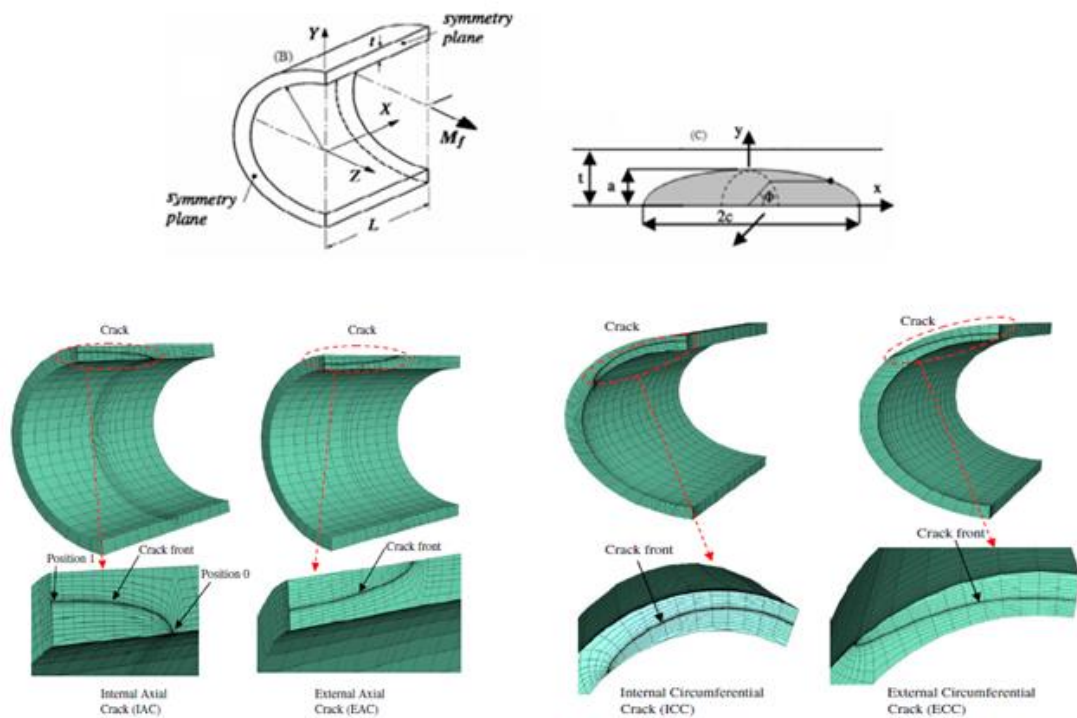 symmetry
plane
Y
(B)
t
X
M_f
Z
symmetry
plane
L
(C)
y
t
a
x
Φ
2c
Crack
Crack
Crack
Crack
Position 1
Crack front
Position 0
Crack front
Crack front
Crack front
Internal Axial
Crack (IAC)
External Axial
Crack (EAC)
Internal Circumferential
Crack (ICC)
External Circumferential
Crack (ECC)